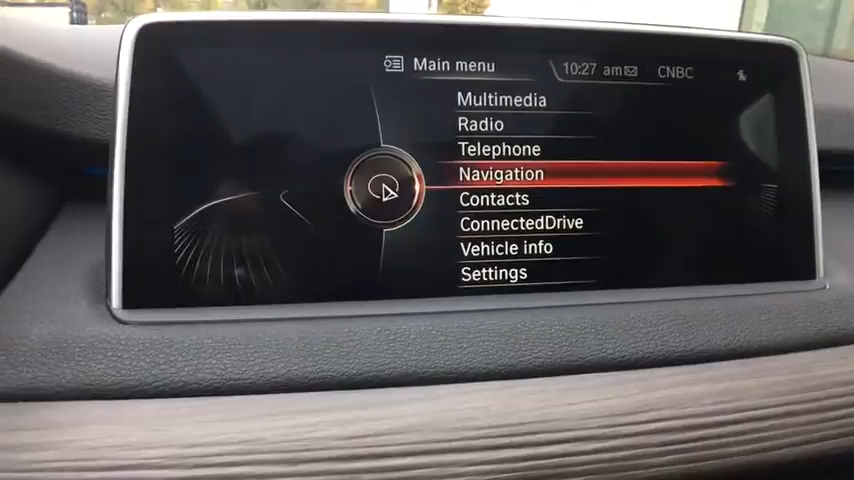 Main menu
10:27 am CNBC
Multimedia
Radio
Telephone
Navigation
Contacts
ConnectedDrive
Vehicle info
Settings